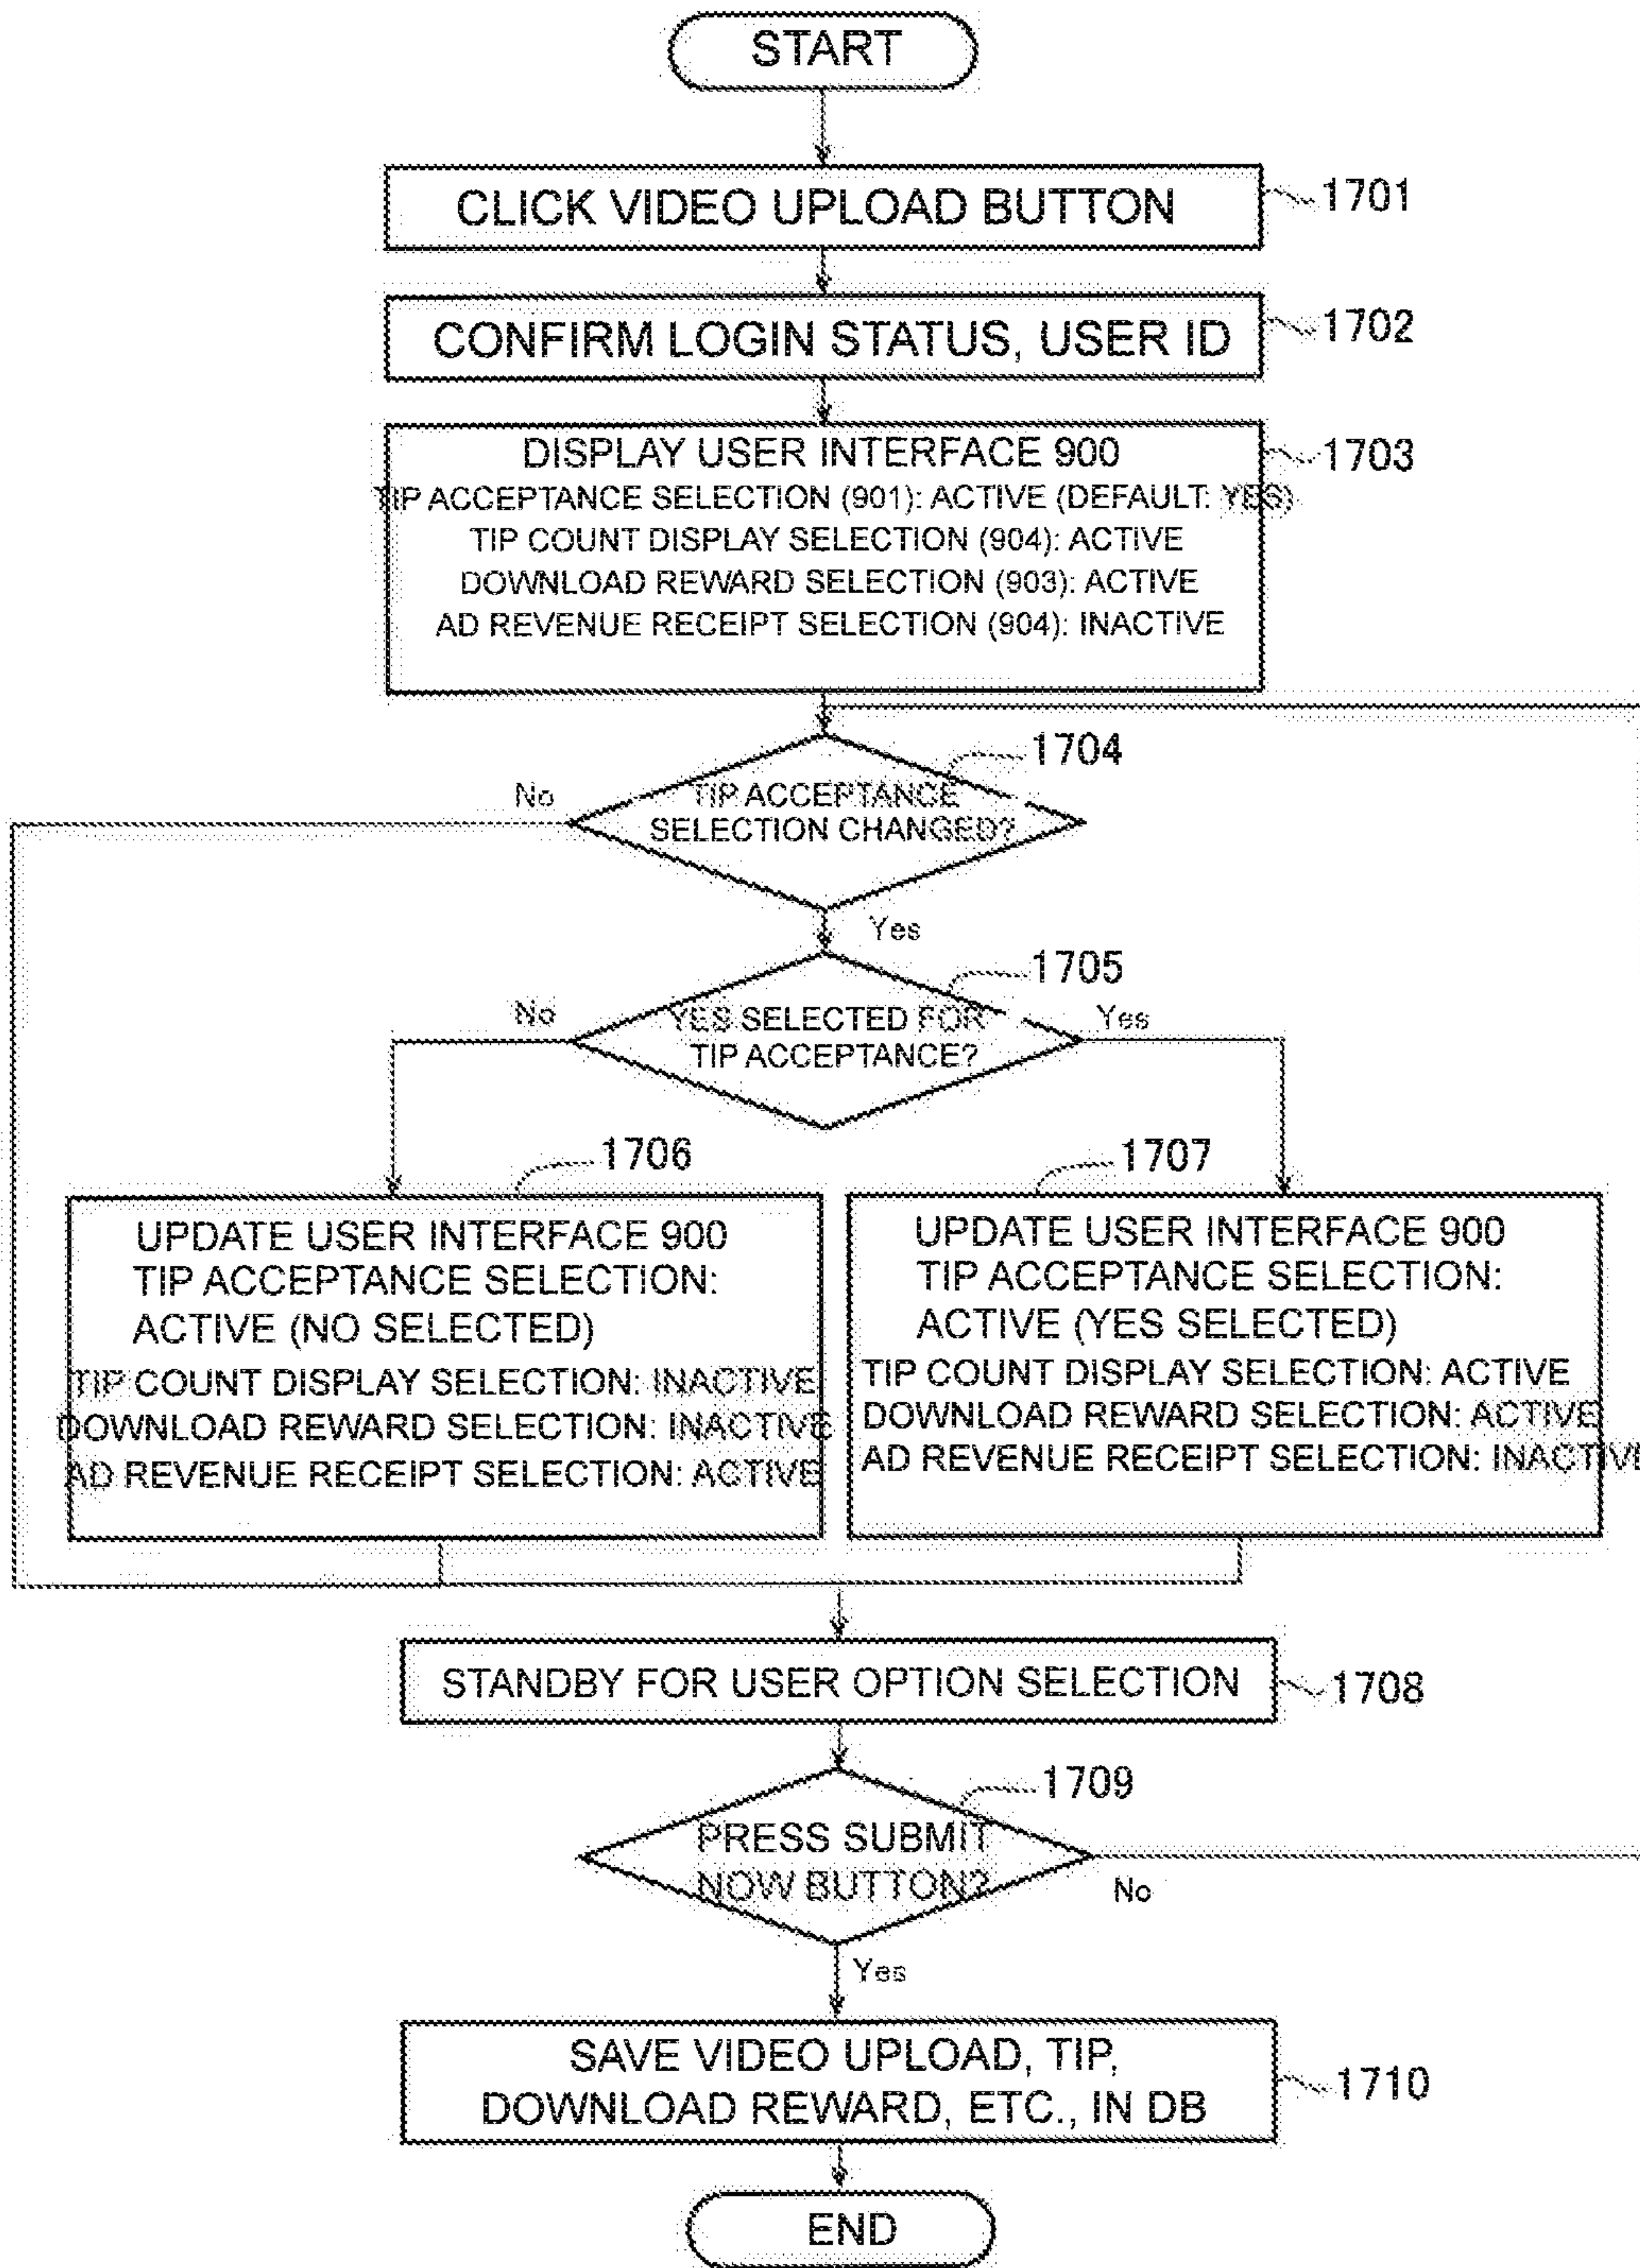 START
CLICK VIDEO UPLOAD BUTTON
1701
CONFIRM LOGIN STATUS, USER ID
1702
DISPLAY USER INTERFACE 900
1703
TIP ACCEPTANCE SELECTION (901): ACTIVE (DEFAULT: YES)
TIP COUNT DISPLAY SELECTION (904): ACTIVE
DOWNLOAD REWARD SELECTION (903): ACTIVE
AD REVENUE RECEIPT SELECTION (904): INACTIVE
1704
No
TIP ACCEPTANCE
SELECTION CHANGED?
Yes
1705
No
YES SELECTED FOR
Yes
TIP ACCEPTANCE?
1706
UPDATE USER INTERFACE 900
TIP ACCEPTANCE SELECTION:
ACTIVE (NO SELECTED)
TIP COUNT DISPLAY SELECTION: INACTIVE
DOWNLOAD REWARD SELECTION: INACTIVE
AD REVENUE RECEIPT SELECTION: ACTIVE
1707
UPDATE USER INTERFACE 900
TIP ACCEPTANCE SELECTION:
ACTIVE (YES SELECTED)
TIP COUNT DISPLAY SELECTION: ACTIVE
DOWNLOAD REWARD SELECTION: ACTIVE
AD REVENUE RECEIPT SELECTION: INACTIVE
STANDBY FOR USER OPTION SELECTION
1708
1709
PRESS SUBMIT
NOW BUTTON?
No
Yes
SAVE VIDEO UPLOAD, TIP,
DOWNLOAD REWARD, ETC., IN DB
1710
END